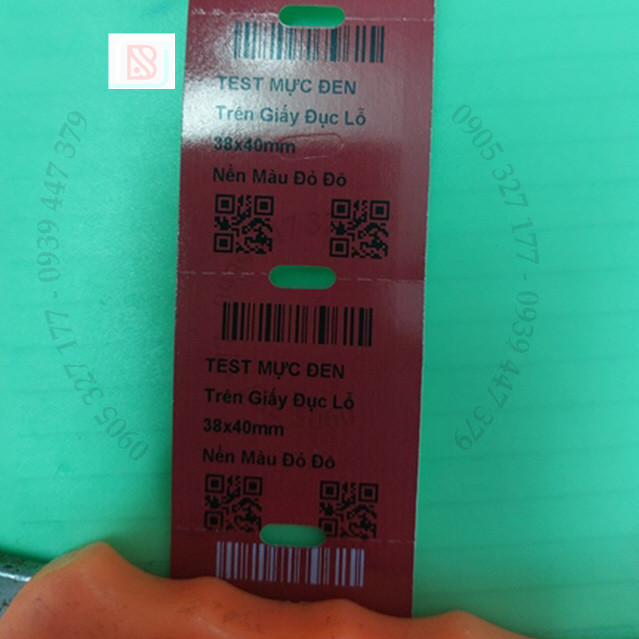 TEST MỰC ĐEN
Trên Giấy Đục Lỗ
38x40mm
Nền Màu Đỏ Đô
TEST MỰC ĐEN
Trên Giấy Đục Lỗ
38x40mm
Nền Màu Đỏ Đô
0905 327 177 - 0939 447 379
0905 327 177 - 0939 447 379